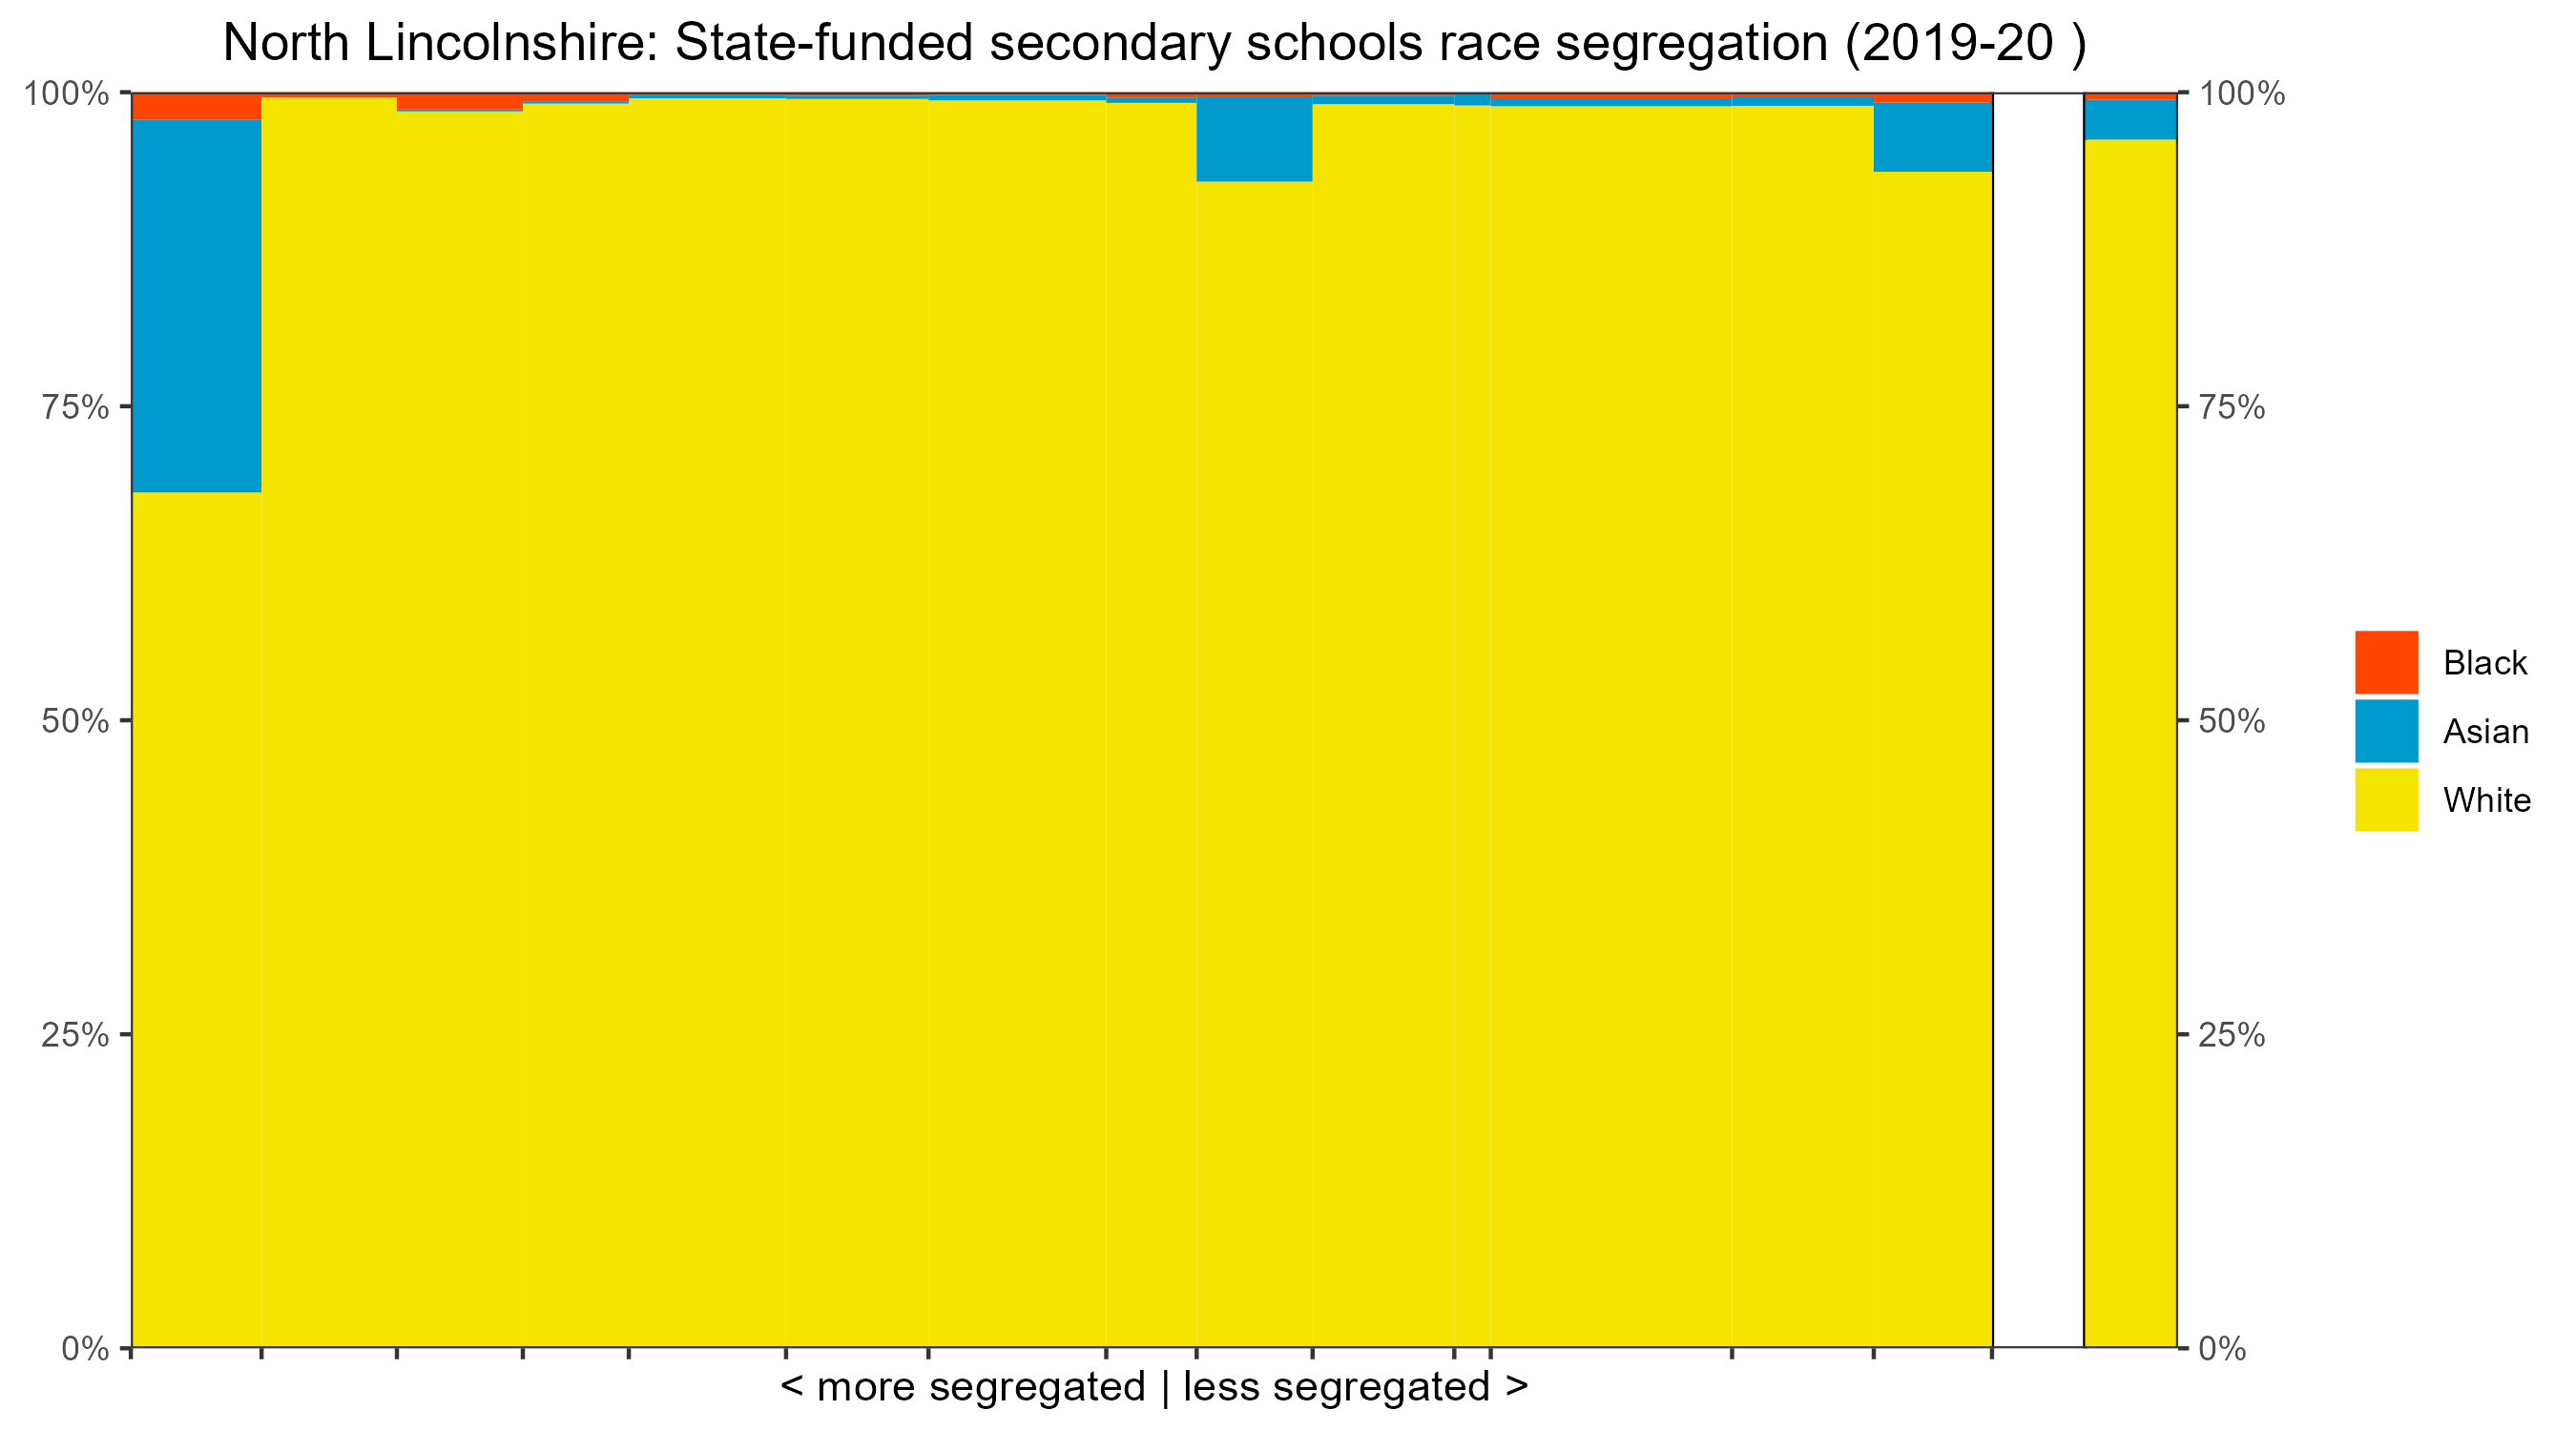 North Lincolnshire: State-funded secondary schools race segregation (2019-20 )
100%
75%
50%
25%
0%
100%
75%
50%
25%
0%
Black
Asian
White
< more segregated | less segregated >